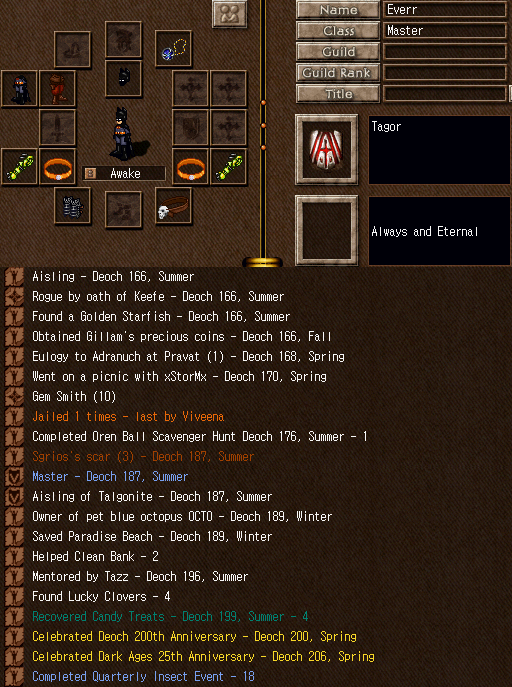 Name Everr
Class Master
Guild
Guild Rank
Title
Tagor
Awake
Always and Eternal
Aisling - Deoch 166, Summer
Rogue by oath of Keefe - Deoch 166, Summer
Found a Golden Starfish - Deoch 166, Summer
Obtained Gillam's precious coins - Deoch 166, Fall
Eulogy to Adranuch at Pravat (1) - Deoch 168, Spring
Went on a picnic with xStorMx - Deoch 170, Spring
Gem Smith (10)
Jailed 1 times - last by Viveena
Completed Oren Ball Scavenger Hunt Deoch 176, Summer - 1
Sgrios's scar (3) - Deoch 187, Summer
Master - Deoch 187, Summer
Aisling of Talgonite - Deoch 187, Summer
Owner of pet blue octopus OCTO - Deoch 189, Winter
Saved Paradise Beach - Deoch 189, Winter
Helped Clean Bank - 2
Mentored by Tazz - Deoch 196, Summer
Found Lucky Clovers - 4
Recovered Candy Treats - Deoch 199, Summer - 4
Celebrated Deoch 200th Anniversary - Deoch 200, Spring
Celebrated Dark Ages 25th Anniversary - Deoch 206, Spring
Completed Quarterly Insect Event - 18